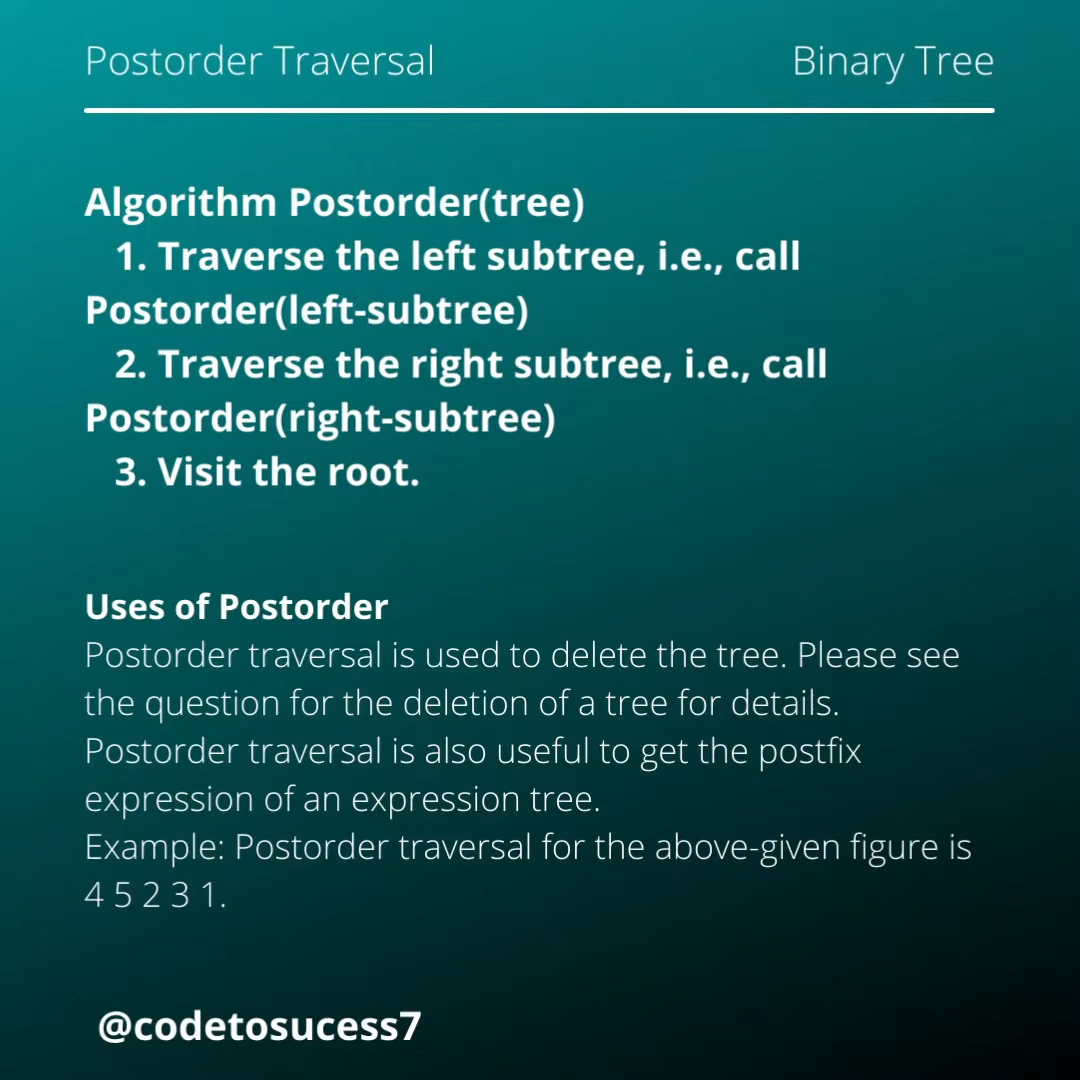 Postorder Traversal
Binary Tree
Algorithm Postorder(tree)
1. Traverse the left subtree, i.e., call
Postorder(left-subtree)
2. Traverse the right subtree, i.e., call
Postorder(right-subtree)
3. Visit the root.
Uses of Postorder
Postorder traversal is used to delete the tree. Please see
the question for the deletion of a tree for details.
Postorder traversal is also useful to get the postfix
expression of an expression tree.
Example: Postorder traversal for the above-given figure is
4 5 2 3 1.
@codetosucess7